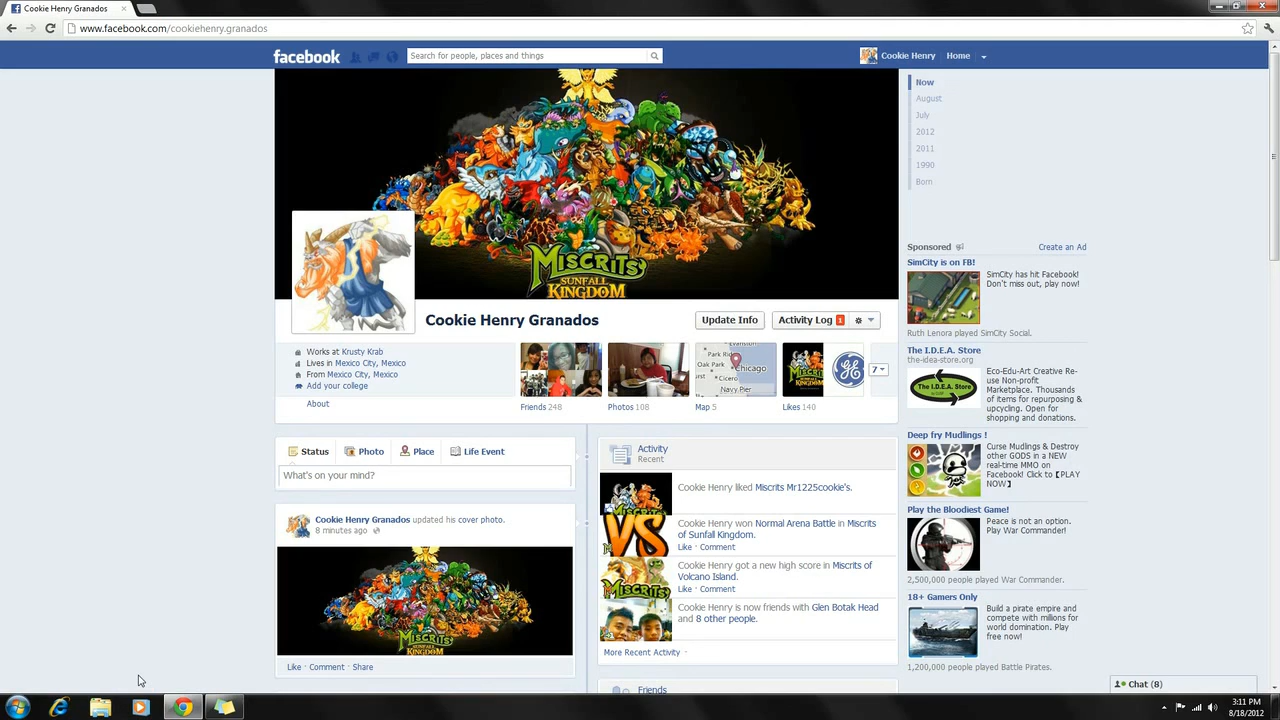 Cookie Henry Granados
www.facebook.com/cookiehenry.granados
facebook
Search for people, places and things
Cookie Henry
Home
Now
August
July
2012
2011
1990
Born
MISCRITS
SUNFALL
KINGDOM
Cookie Henry Granados
Update Info
Activity Log 1
Works at Krusty Krab
Lives in Mexico City, Mexico
From Mexico City, Mexico
Add your college
About
Friends 248
Photos 108
Oak Park
Chicago
Cicero
Navy Pier
Map 5
Likes 140
7
Status
Photo
Place
Life Event
What's on your mind?
Cookie Henry Granados updated his cover photo.
8 minutes ago
MISCRITS
SUNFALL
KINGDOM
Like · Comment · Share
Activity
Recent
Cookie Henry liked Miscrits Mr1225cookie's.
VS
Cookie Henry won Normal Arena Battle in Miscrits
of Sunfall Kingdom.
Like · Comment
Cookie Henry got a new high score in Miscrits of
Volcano Island.
Like · Comment
Cookie Henry is now friends with Glen Botak Head
and 8 other people.
More Recent Activity
Friends
Sponsored
Create an Ad
SimCity is on FB!
SimCity has hit Facebook!
Don't miss out, play now!
Ruth Lenora played SimCity Social.
The I.D.E.A. Store
the-idea-store.org
The I.D.E.A. Store
Eco-Edu-Art Creative Re-
use Non-profit
Marketplace. Thousands
of items for repurposing &
upcycling. Open for
shopping and donations.
Deep fry Mudlings !
Curse Mudlings & Destroy
other GODS in a NEW
real-time MMO on
Facebook! Click to【PLAY
NOW】
Play the Bloodiest Game!
Peace is not an option.
Play War Commander!
2,500,000 people played War Commander.
18+ Gamers Only
Build a pirate empire and
compete with millions for
world domination. Play
free now!
1,200,000 people played Battle Pirates.
Chat (8)
3:11 PM
8/18/2012